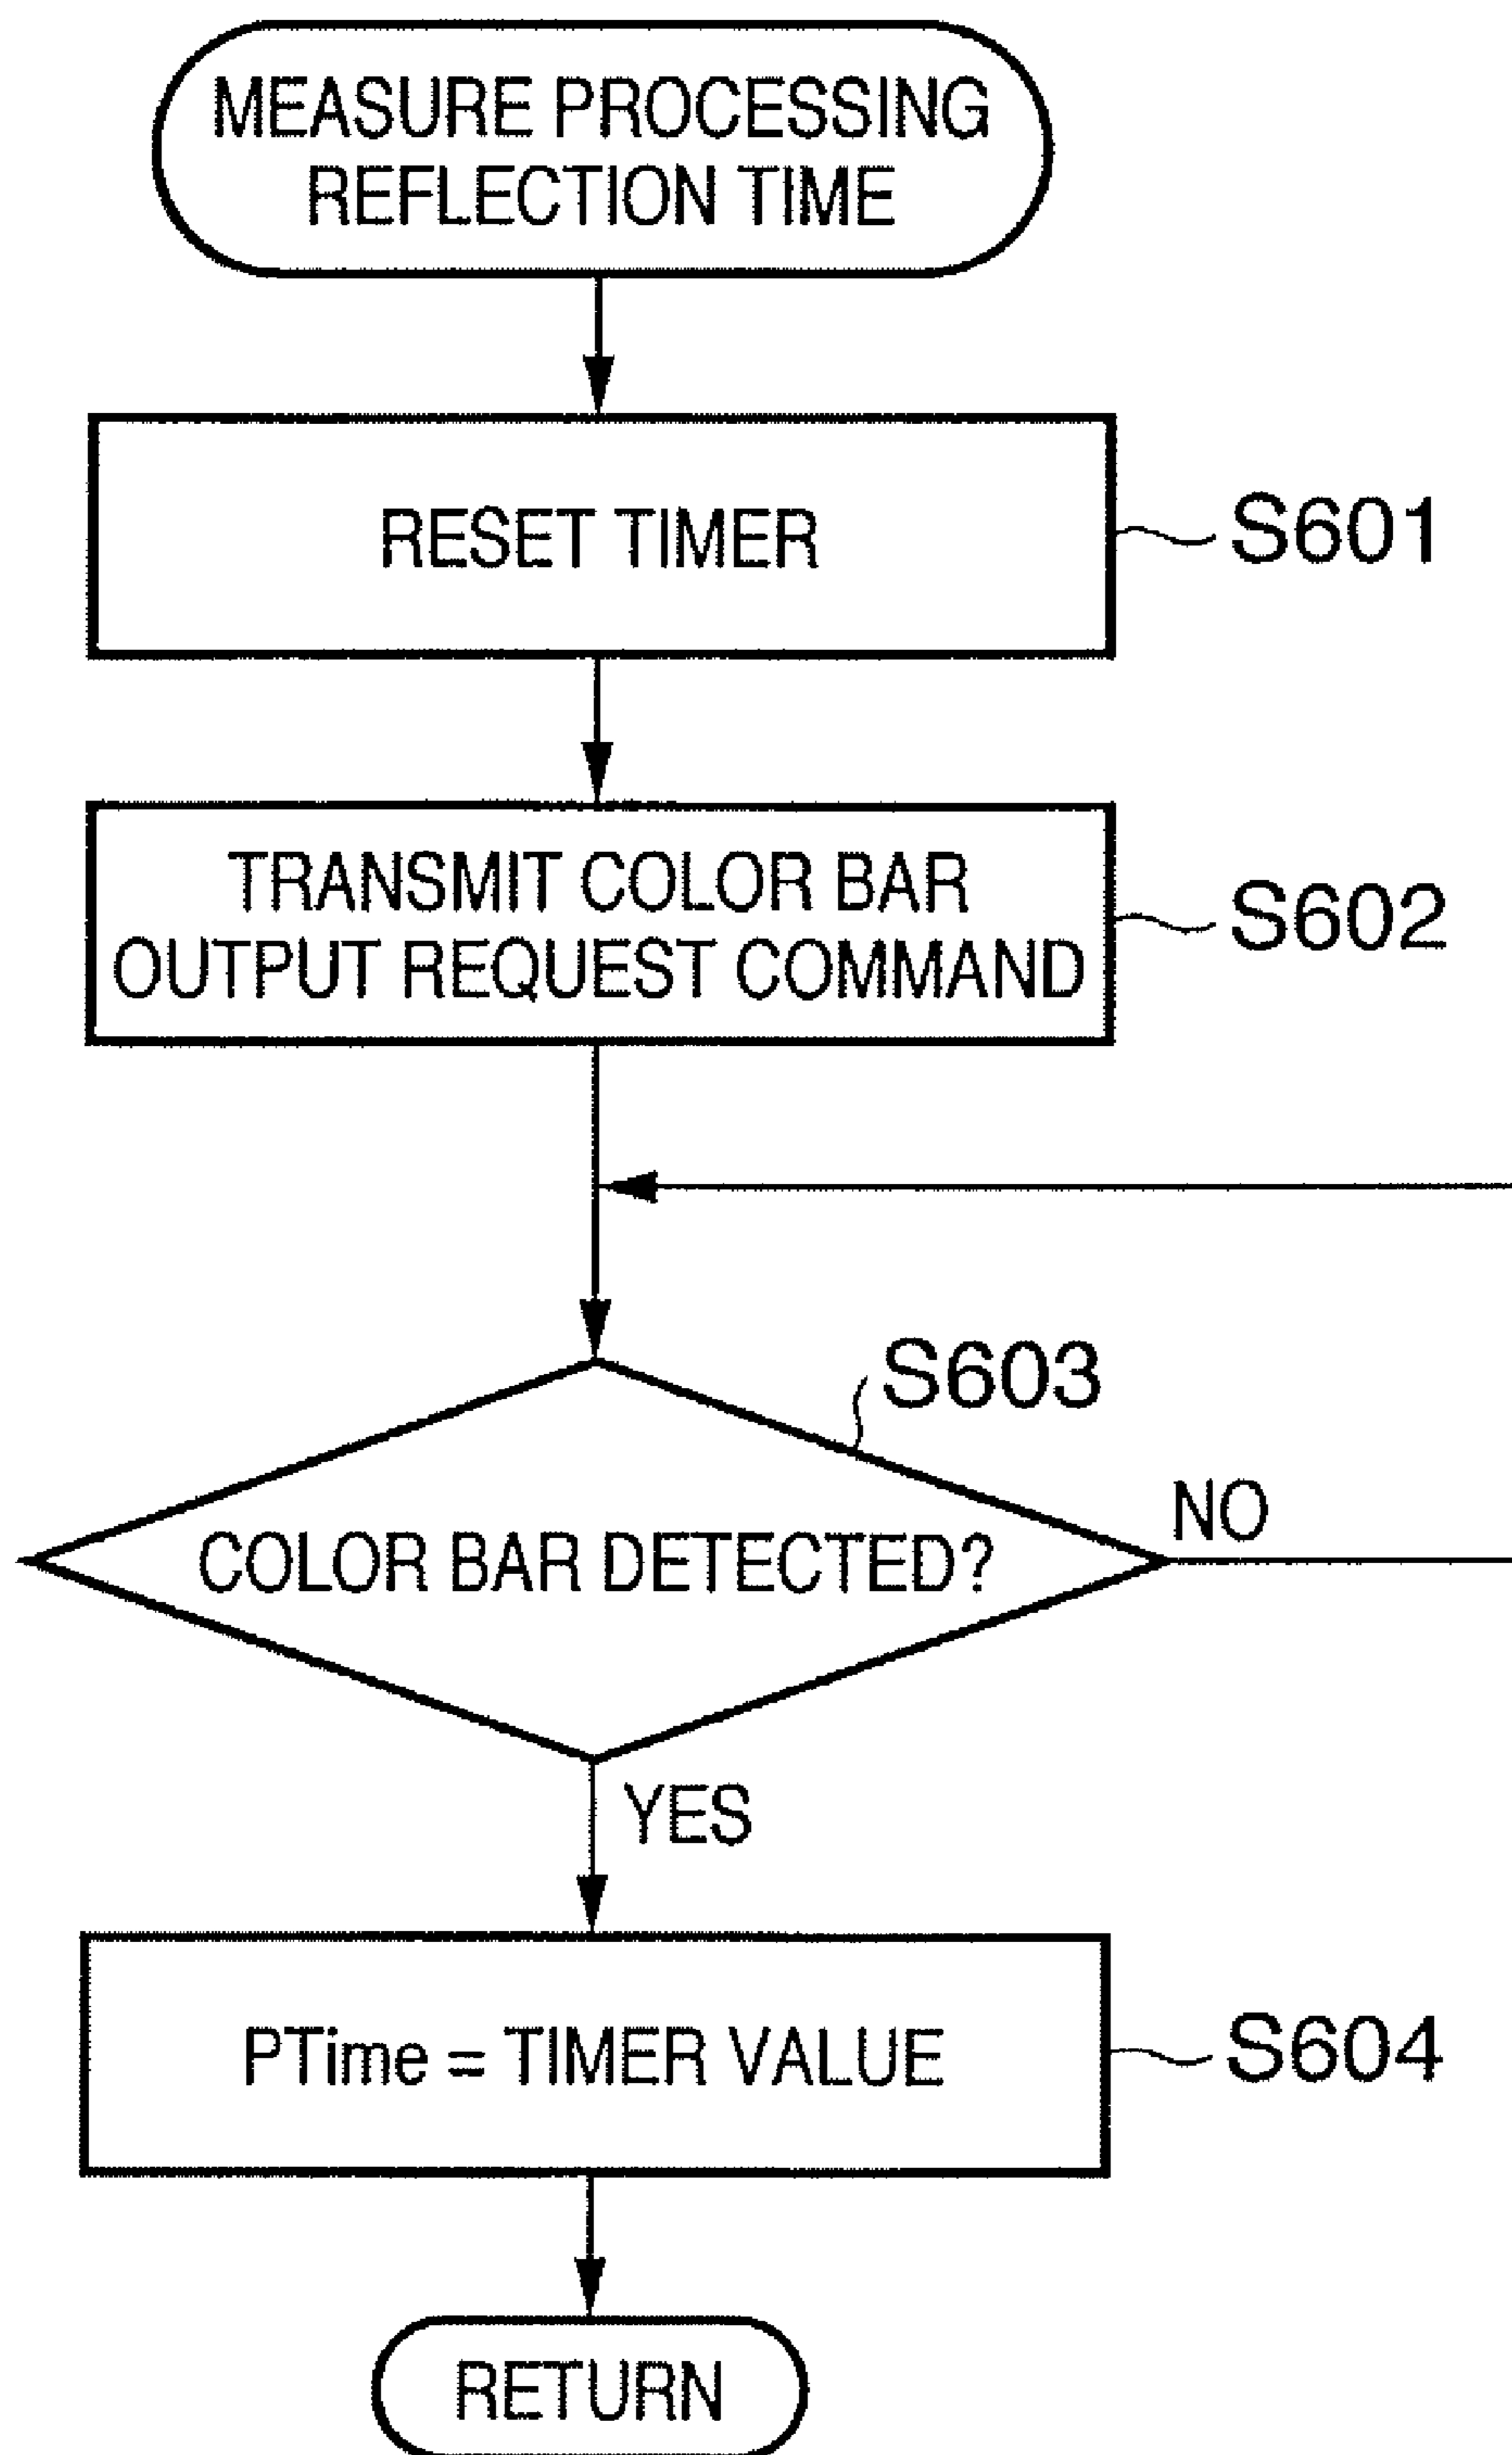 MEASURE PROCESSING
REFLECTION TIME
RESET TIMER
S601
TRANSMIT COLOR BAR
OUTPUT REQUEST COMMAND
S602
S603
COLOR BAR DETECTED?
NO
YES
PTime = TIMER VALUE
S604
RETURN